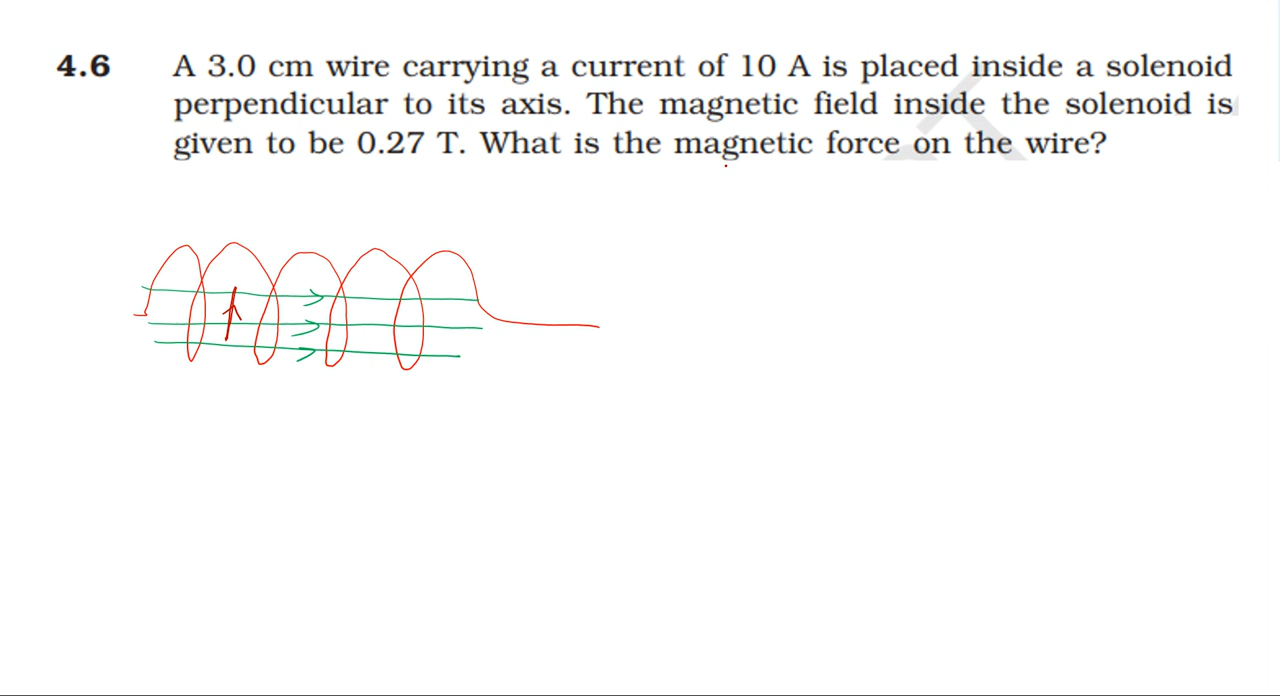 4.6 A 3.0 cm wire carrying a current of 10 A is placed inside a solenoid
perpendicular to its axis. The magnetic field inside the solenoid is
given to be 0.27 T. What is the magnetic force on the wire?